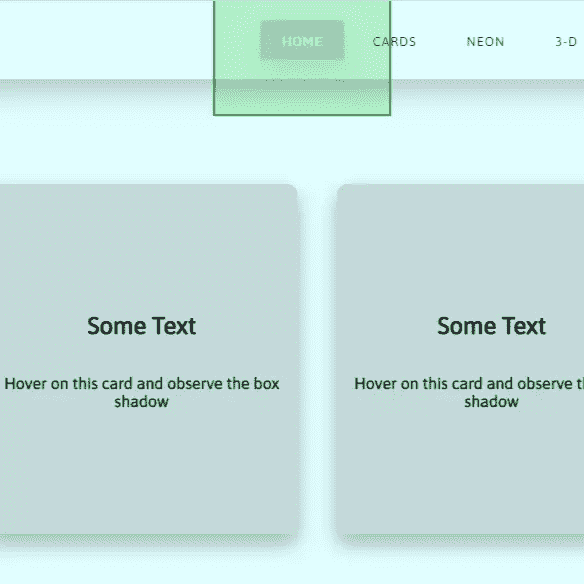 HOME CARDS NEON 3-D
Some Text
Hover on this card and observe the box
shadow
Some Text
Hover on this card and observe t
shadow